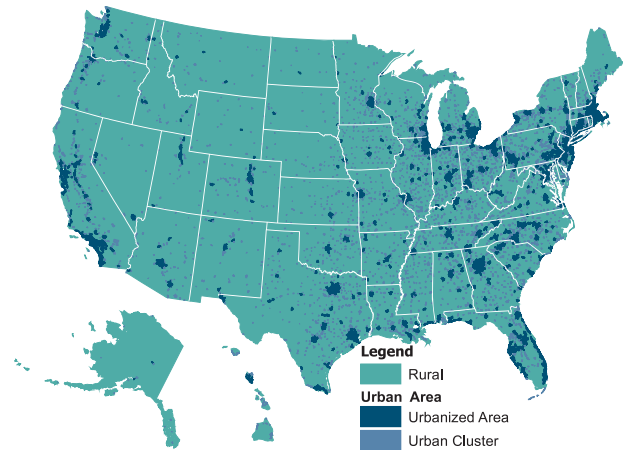 Legend
Rural
Urban Area
Urbanized Area
Urban Cluster